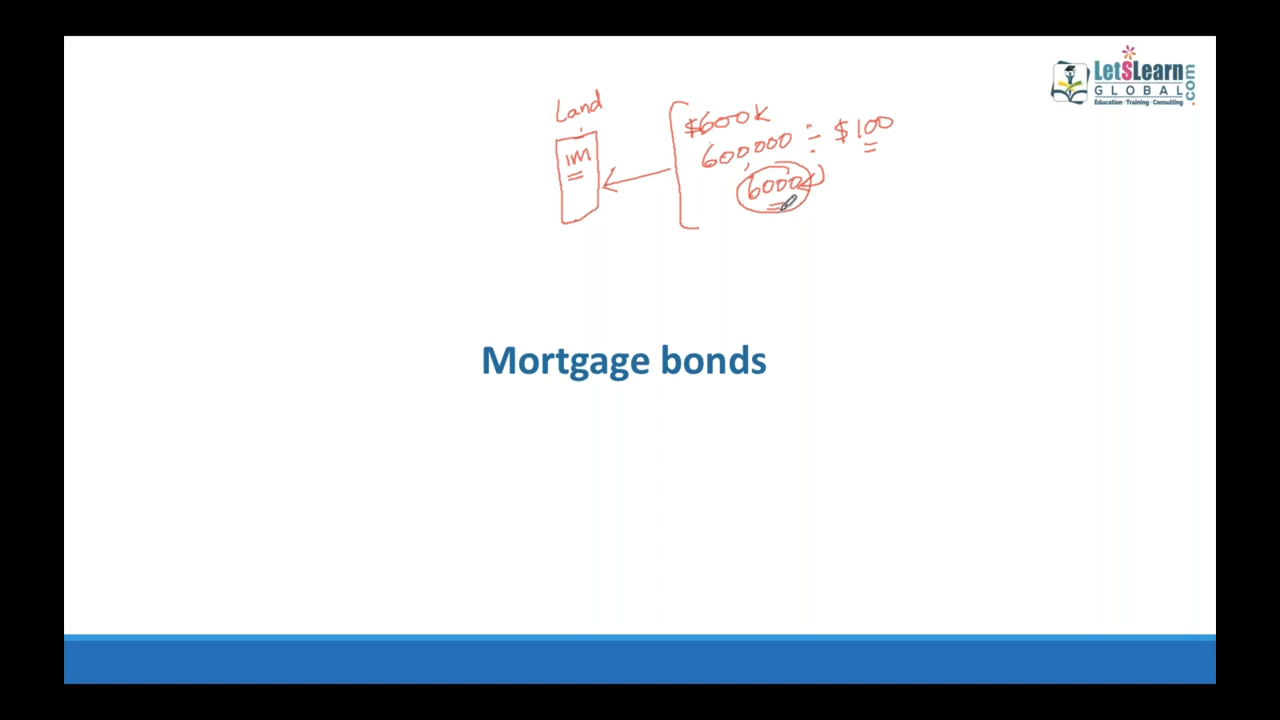 LetSLearn
GLOBAL
.com
Education • Training • Consulting
Land
1M
$600K
600000 ÷ $100
6000
Mortgage bonds